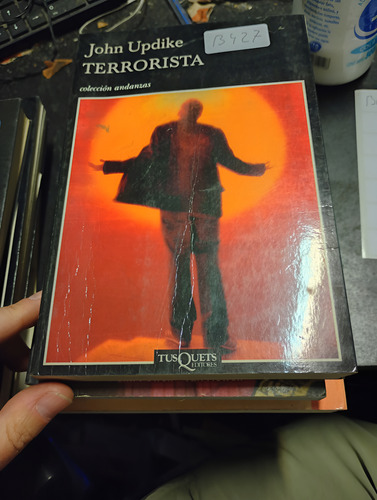 John Updike
B427
TERRORISTA
colección andanzas
TUSQUETS
EDITORES